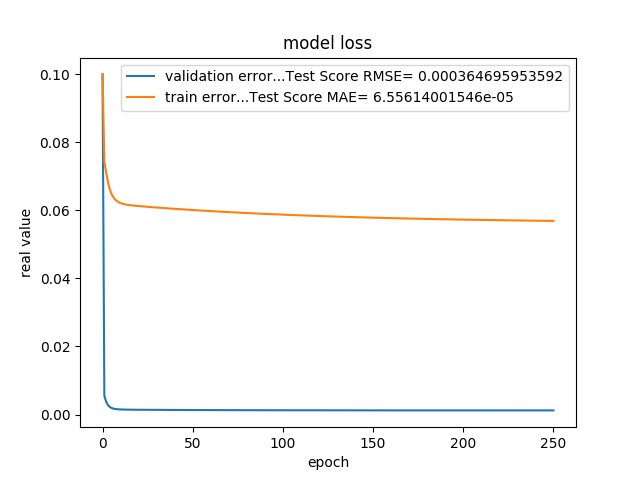 model loss
validation error...Test Score RMSE= 0.000364695953592
train error...Test Score MAE= 6.55614001546e-05
0.10
0.08
0.06
0.04
0.02
0.00
real value
0 50 100 150 200 250
epoch